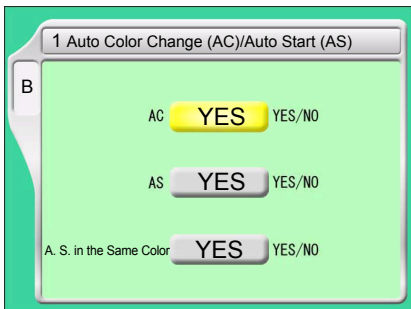 1 Auto Color Change (AC)/Auto Start (AS)
B
AC YES YES/NO
AS YES YES/NO
A. S. in the Same Color YES YES/NO